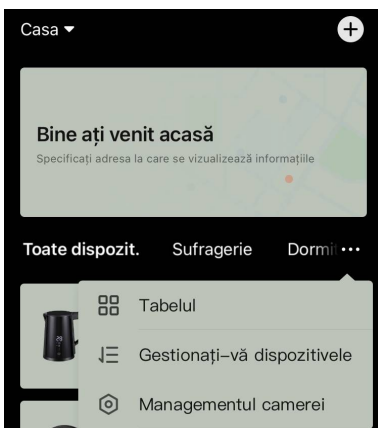 Casa
Bine ați venit acasă
Specificați adresa la care se vizualizează informațiile
Toate dispozit. Sufragerie Dormit
Tabelul
Gestionați-vă dispozitivele
Managementul camerei